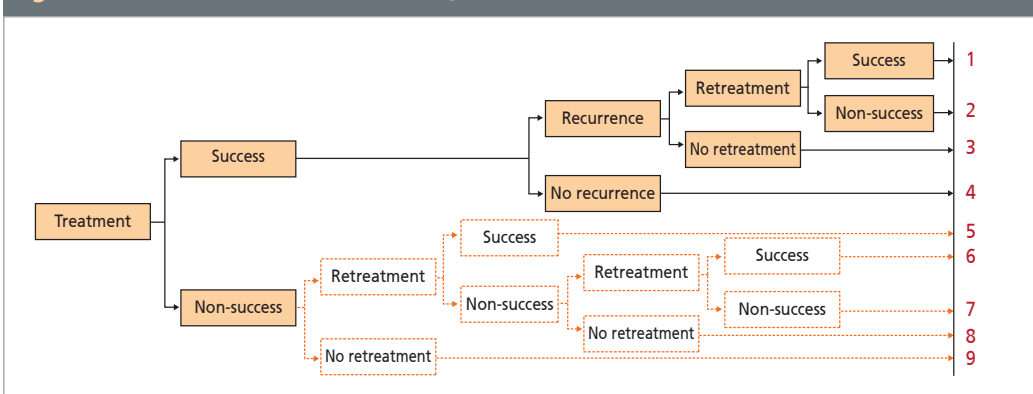 Success
1
Retreatment
Non-success
2
Recurrence
No retreatment
3
Success
No recurrence
4
Treatment
Success
5
Retreatment
Success
6
Retreatment
Non-success
Non-success
Non-success
7
No retreatment
8
No retreatment
9